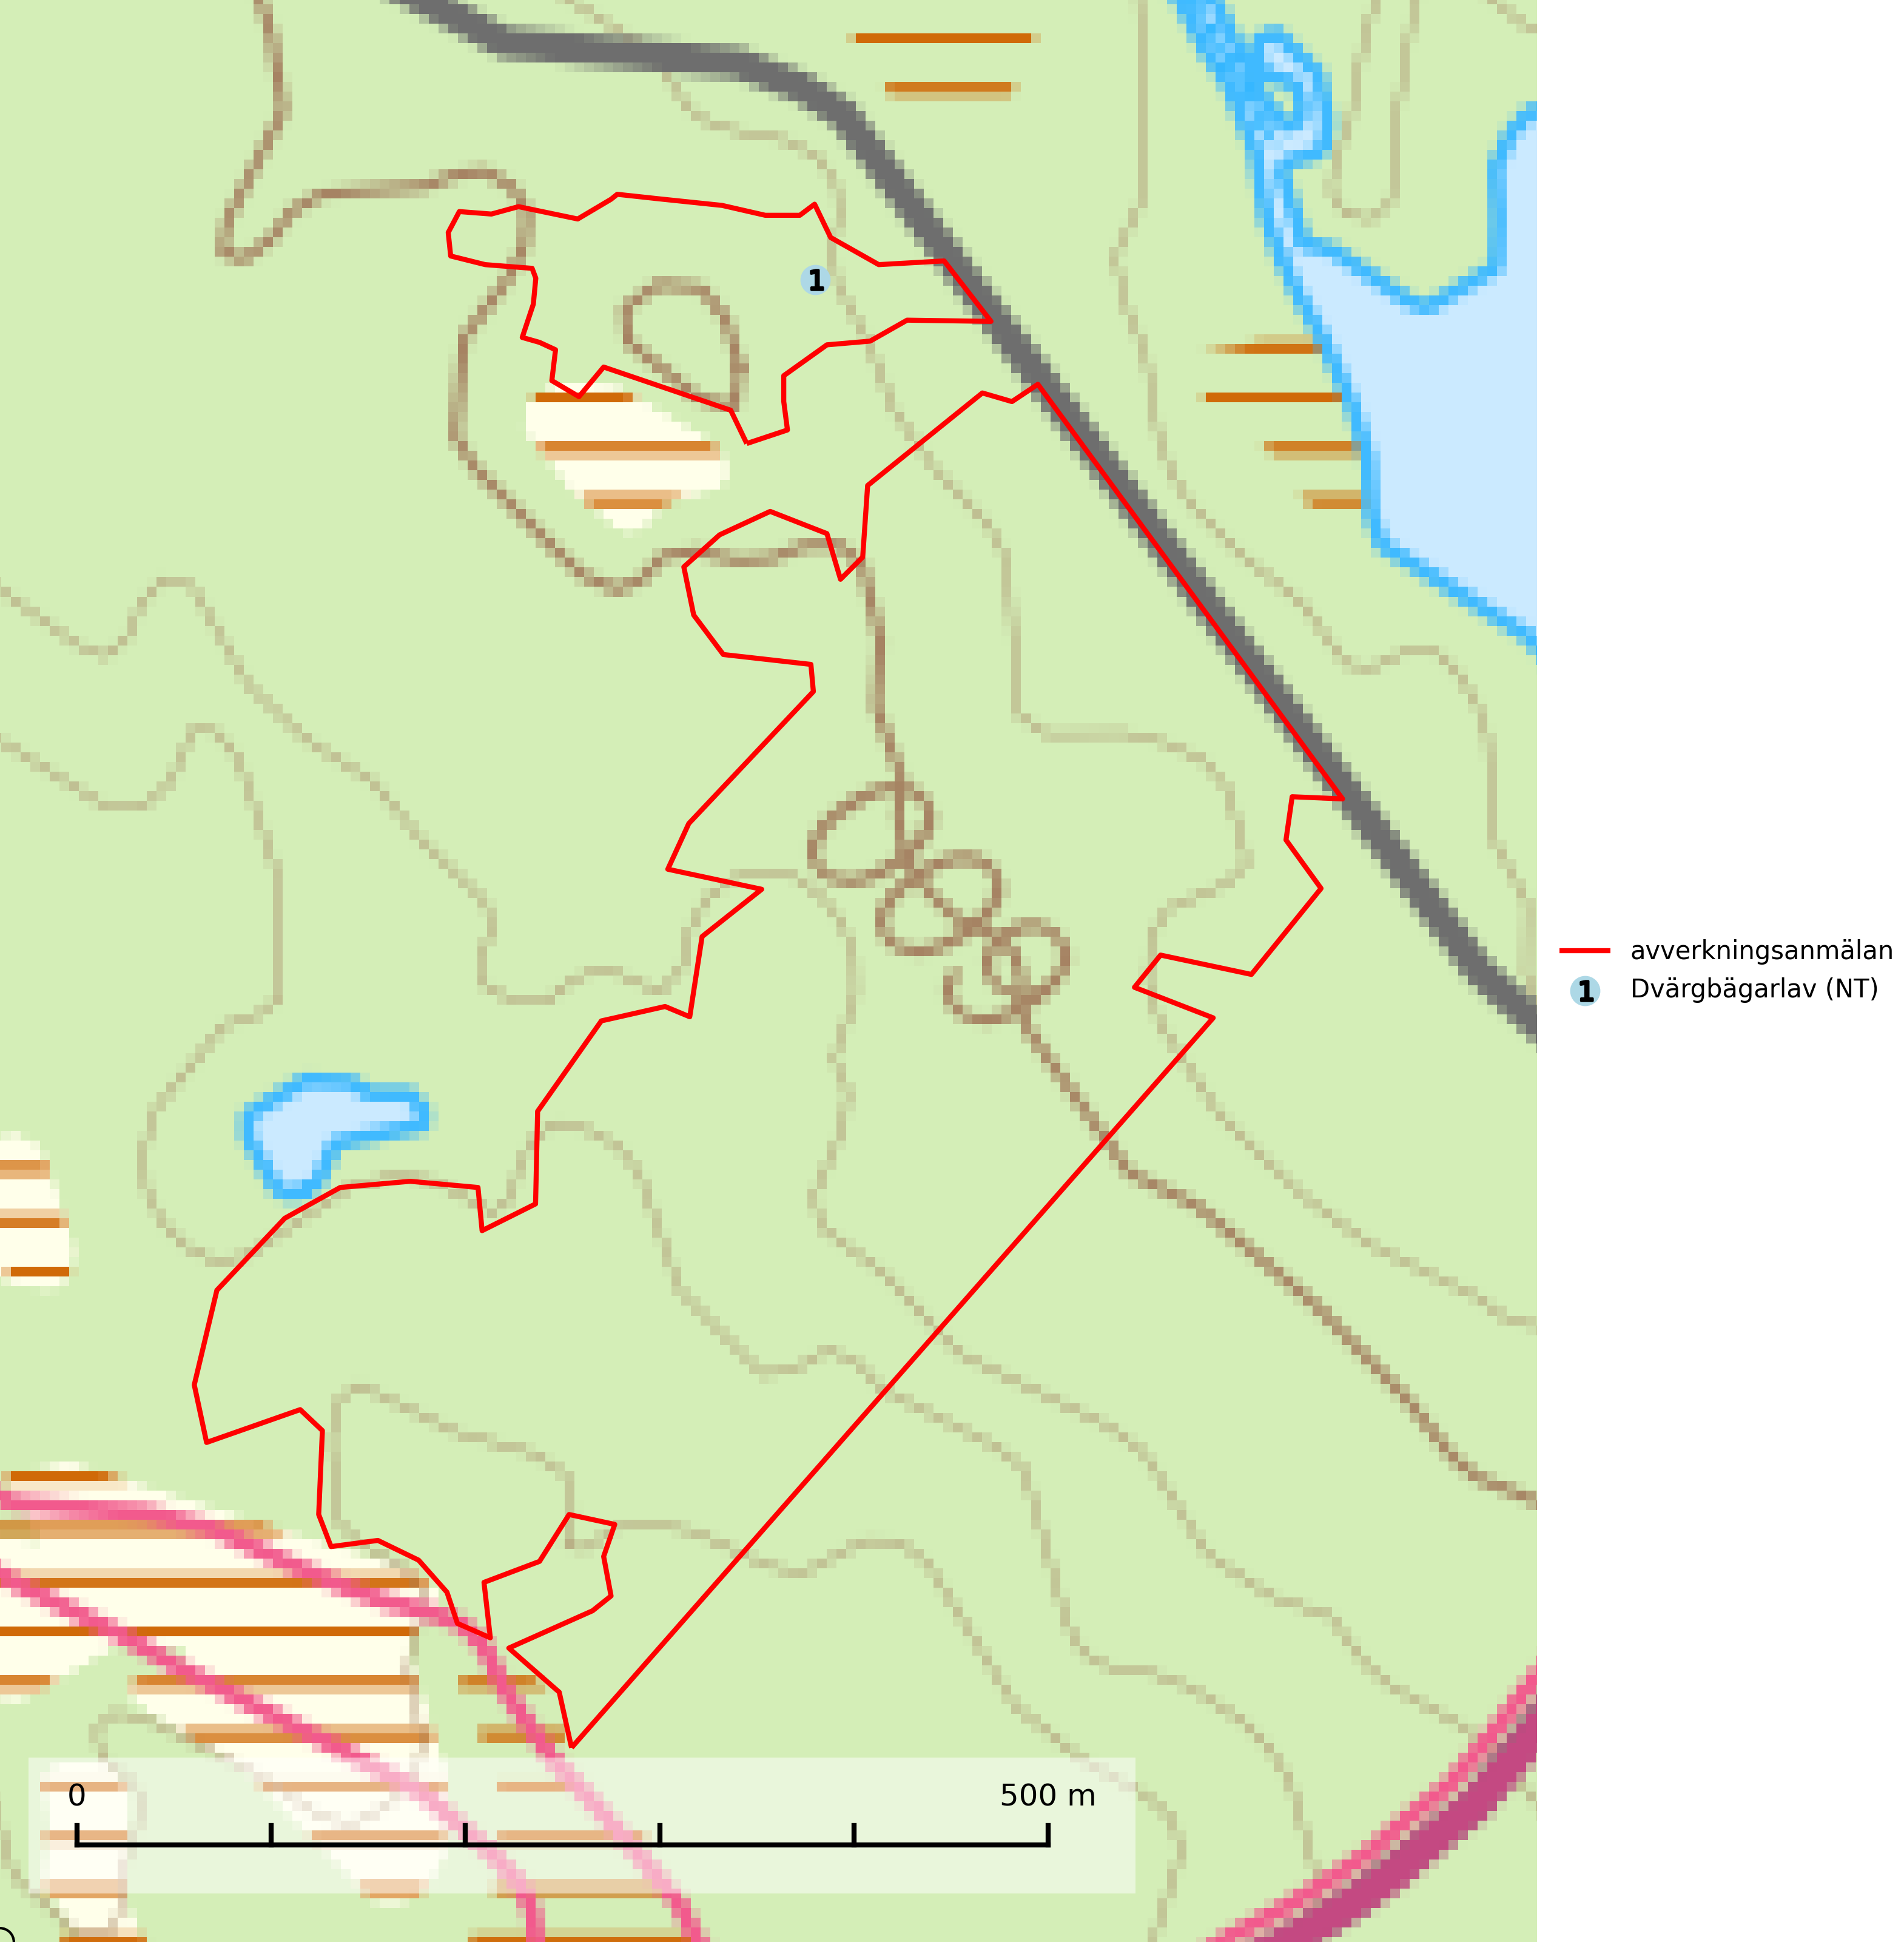 1
avverkningsanmälan
1 Dvärgbägarlav (NT)
0 500 m